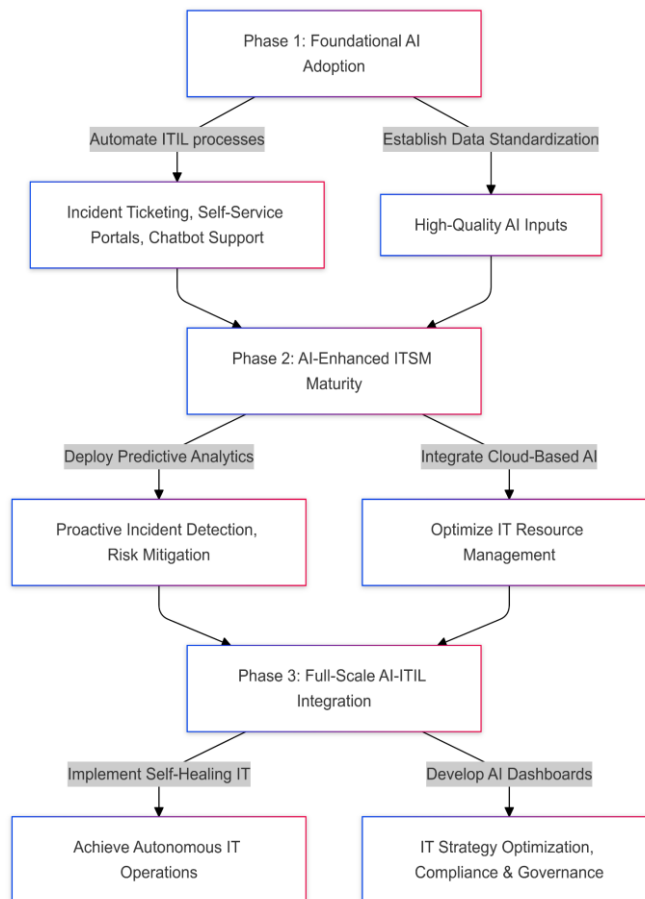 Phase 1: Foundational AI
Adoption
Automate ITIL processes
Establish Data Standardization
Incident Ticketing, Self-Service
Portals, Chatbot Support
High-Quality AI Inputs
Phase 2: AI-Enhanced ITSM
Maturity
Deploy Predictive Analytics
Integrate Cloud-Based AI
Proactive Incident Detection,
Risk Mitigation
Optimize IT Resource
Management
Phase 3: Full-Scale AI-ITIL
Integration
Implement Self-Healing IT
Develop AI Dashboards
Achieve Autonomous IT
Operations
IT Strategy Optimization,
Compliance & Governance